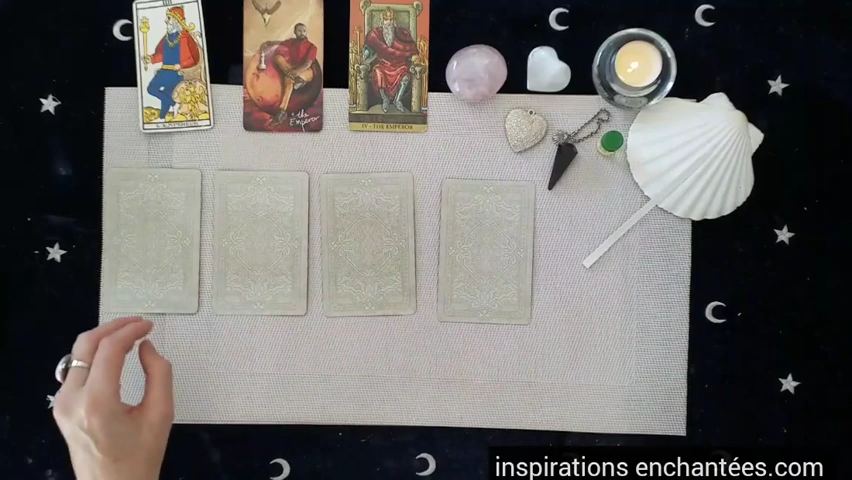 IIII
L'EMPEREUR
the
Emperor
IV - THE EMPEROR
inspirations enchantées.com